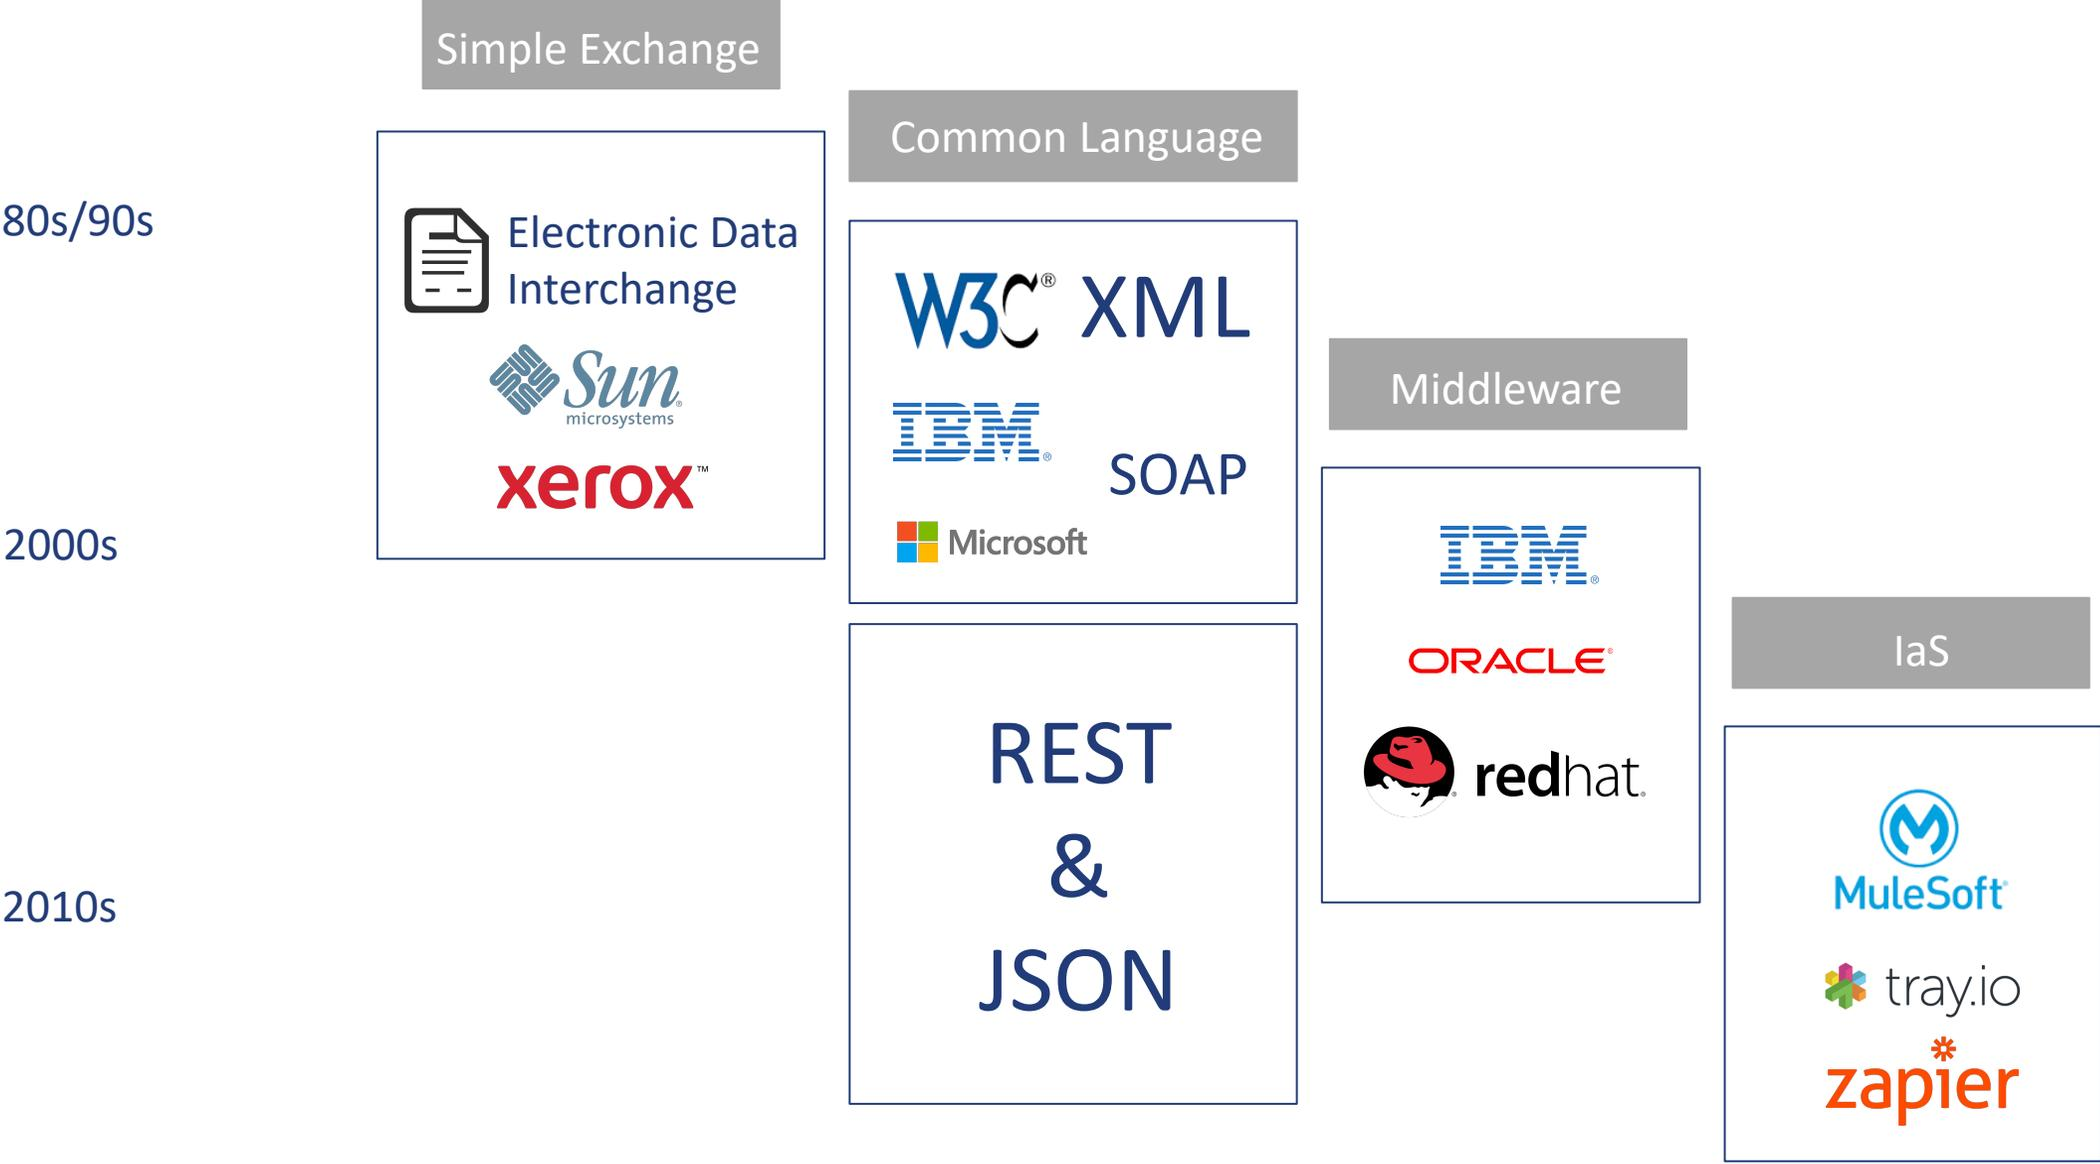 Simple Exchange
Common Language
80s/90s
Electronic Data
Interchange
Sun
microsystems
xerox™
W3C® XML
IBM®
SOAP
Microsoft
Middleware
2000s
IBM®
ORACLE®
redhat®
IaS
REST
&
JSON
2010s
MuleSoft
tray.io
zapier